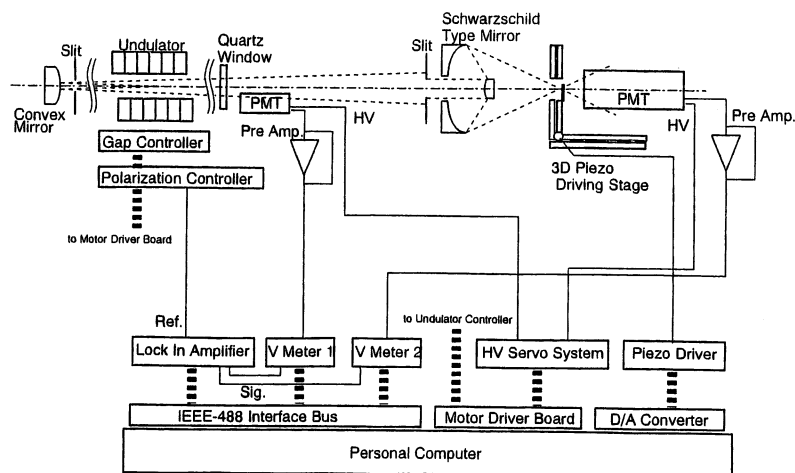 Schwarzschild
Type Mirror
Slit
Undulator
Quartz
Window
Slit
Convex
Mirror
PMT
HV
PMT
HV
Pre Amp.
Pre Amp.
Gap Controller
Polarization Controller
3D Piezo
Driving Stage
to Motor Driver Board
Ref.
to Undulator Controller
Lock In Amplifier
V Meter 1
V Meter 2
HV Servo System
Piezo Driver
Sig.
IEEE-488 Interface Bus
Motor Driver Board
D/A Converter
Personal Computer